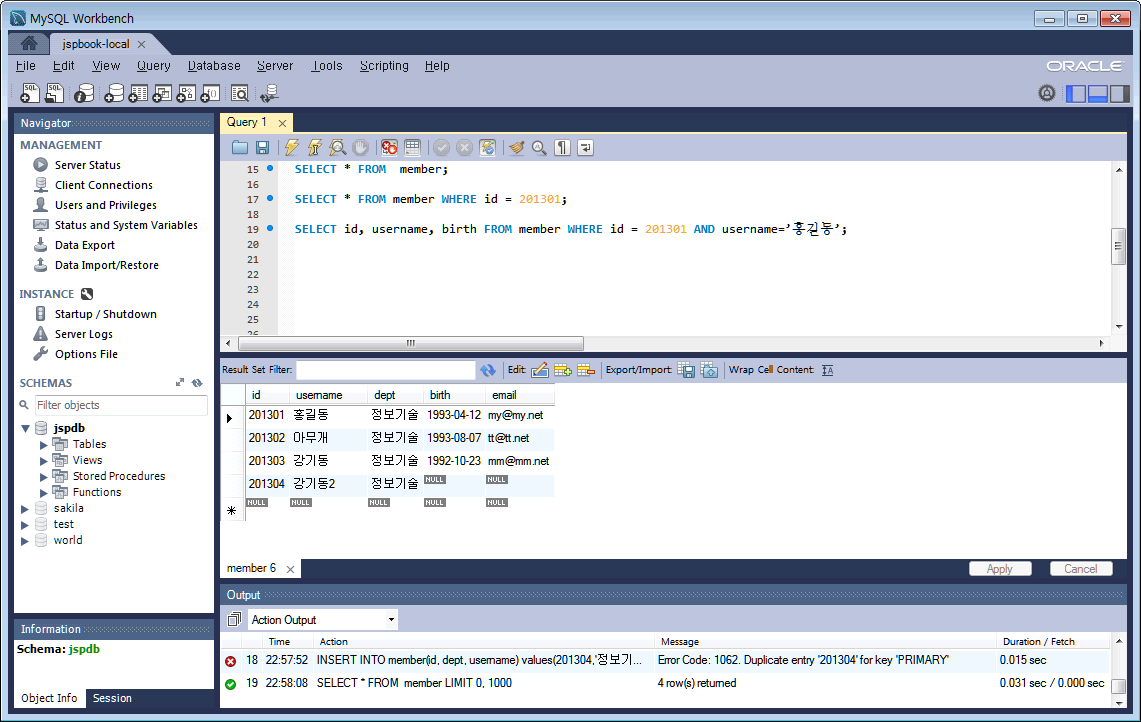 MySQL Workbench
jspbook-local
File Edit View Query Database Server Tools Scripting Help
ORACLE
Navigator
MANAGEMENT
Server Status
Client Connections
Users and Privileges
Status and System Variables
Data Export
Data Import/Restore
INSTANCE
Startup / Shutdown
Server Logs
Options File
SCHEMAS
Filter objects
jspdb
Tables
Views
Stored Procedures
Functions
sakila
test
world
Information
Schema: jspdb
Object Info Session
Query 1
15 SELECT * FROM member;
16
17 SELECT * FROM member WHERE id = 201301;
18
19 SELECT id, username, birth FROM member WHERE id = 201301 AND username='홍길동';
20
21
22
23
24
25
26
Result Set Filter: Edit: Export/Import: Wrap Cell Content:
id username dept birth email
201301 홍길동 정보기술 1993-04-12 my@my.net
201302 아무개 정보기술 1993-08-07 tt@tt.net
201303 강기동 정보기술 1992-10-23 mm@mm.net
201304 강기동2 정보기술 NULL NULL
NULL NULL NULL NULL NULL
member 6 Apply Cancel
Output
Action Output
Time Action Message Duration / Fetch
18 22:57:52 INSERT INTO member(id, dept, username) values(201304,'정보기... Error Code: 1062. Duplicate entry '201304' for key 'PRIMARY' 0.015 sec
19 22:58:08 SELECT * FROM member LIMIT 0, 1000 4 row(s) returned 0.031 sec / 0.000 sec